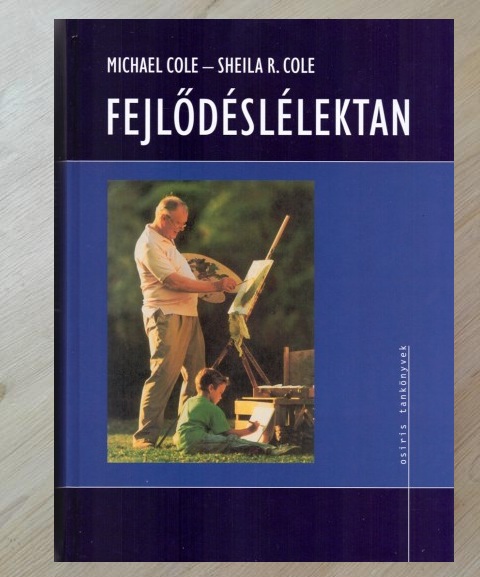 MICHAEL COLE – SHEILA R. COLE
FEJLŐDÉSLÉLEKTAN
osiris tankönyvek